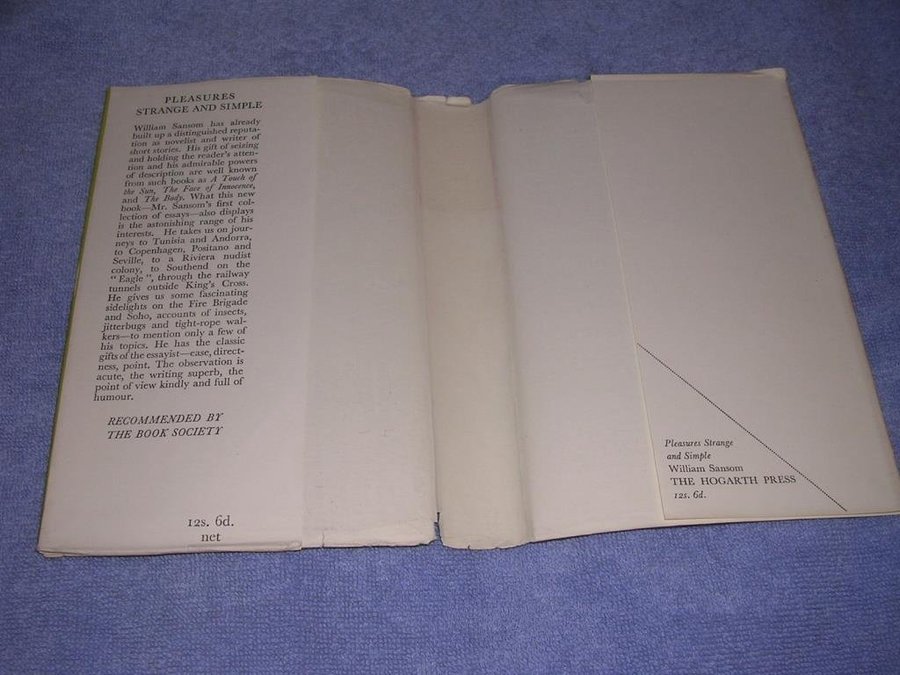 PLEASURES
STRANGE AND SIMPLE
William Sansom has already
built up a distinguished reputa-
tion as novelist and writer of
short stories. His gift of seizing
and holding the reader's atten-
tion and his admirable powers
of description are well known
from such books as A Touch of
the Sun, The Face of Innocence,
and The Body. What this new
book—Mr. Sansom's first col-
lection of essays—also displays
is the astonishing range of his
interests. He takes us on jour-
neys to Tunisia and Andorra,
to Copenhagen, Positano and
Seville, to a Riviera nudist
colony, to Southend on the
"Eagle", through the railway
tunnels outside King's Cross.
He gives us some fascinating
sidelights on the Fire Brigade
and Soho, accounts of insects,
jitterbugs and tight-rope wal-
kers—to mention only a few of
his topics. He has the classic
gifts of the essayist—ease, direct-
ness, point. The observation is
acute, the writing superb, the
point of view kindly and full of
humour.
RECOMMENDED BY
THE BOOK SOCIETY
12s. 6d.
net
Pleasures Strange
and Simple
William Sansom
THE HOGARTH PRESS
12s. 6d.